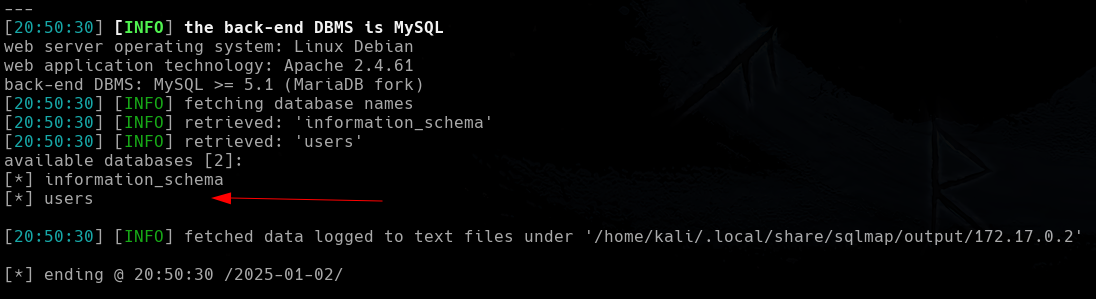 ---
[20:50:30] [INFO] the back-end DBMS is MySQL
web server operating system: Linux Debian
web application technology: Apache 2.4.61
back-end DBMS: MySQL >= 5.1 (MariaDB fork)
[20:50:30] [INFO] fetching database names
[20:50:30] [INFO] retrieved: 'information_schema'
[20:50:30] [INFO] retrieved: 'users'
available databases [2]:
[*] information_schema
[*] users
[20:50:30] [INFO] fetched data logged to text files under '/home/kali/.local/share/sqlmap/output/172.17.0.2'
[*] ending @ 20:50:30 /2025-01-02/